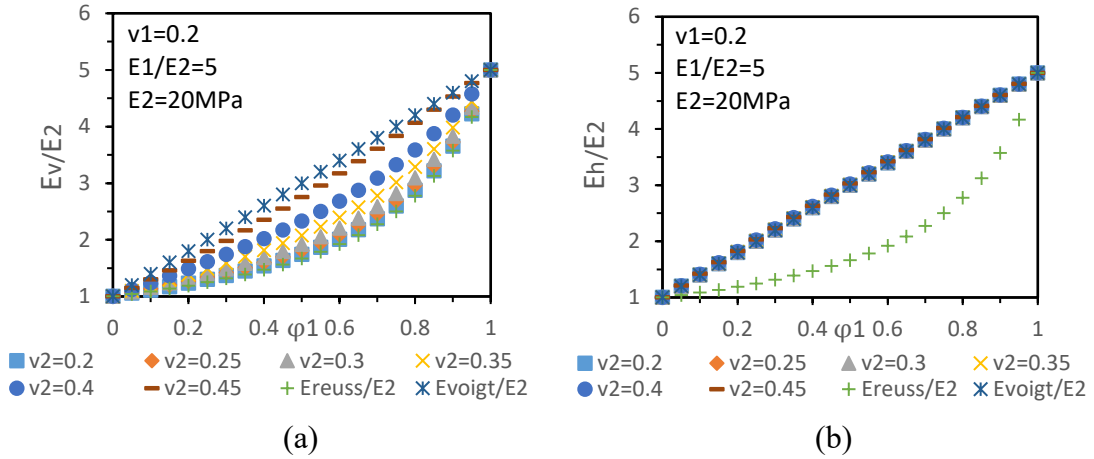 v1=0.2
E1/E2=5
E2=20MPa
Ev/E2
5
4
3
2
1
0
0.2
0.4
φ1
0.6
0.8
1
v2=0.2
v2=0.25
v2=0.3
v2=0.35
v2=0.4
v2=0.45
Ereuss/E2
Evoigt/E2
(a)
v1=0.2
E1/E2=5
E2=20MPa
Eh/E2
5
4
3
2
1
0
0.2
0.4
φ1
0.6
0.8
1
v2=0.2
v2=0.25
v2=0.3
v2=0.35
v2=0.4
v2=0.45
Ereuss/E2
Evoigt/E2
(b)